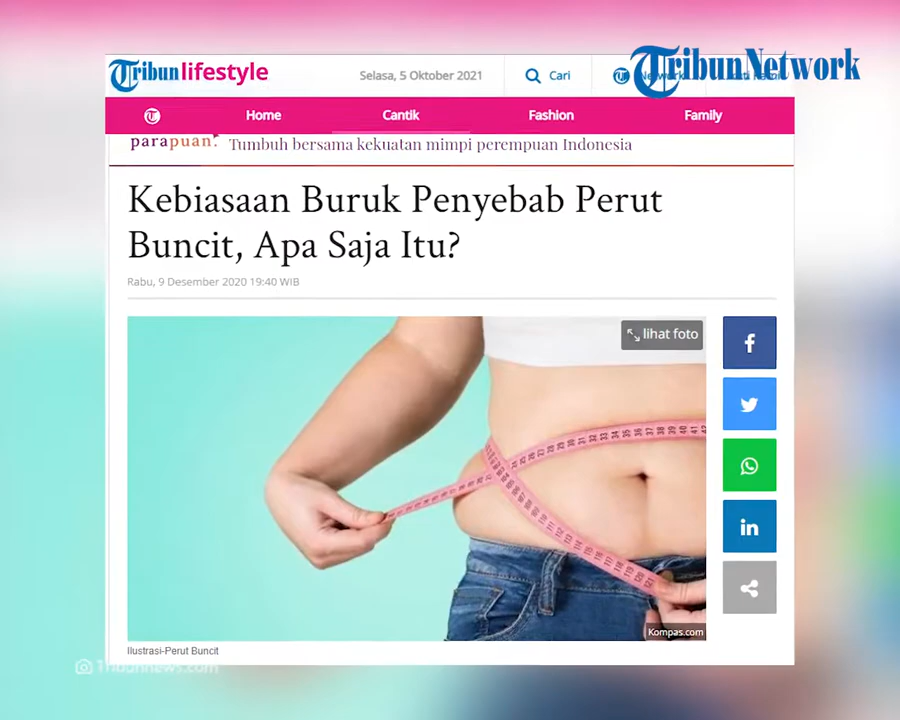 Tribunlifestyle
Selasa, 5 Oktober 2021
Cari
TribunNetwork
Home
Cantik
Fashion
Family
parapuan.
Tumbuh bersama kekuatan mimpi perempuan Indonesia
Kebiasaan Buruk Penyebab Perut
Buncit, Apa Saja Itu?
Rabu, 9 Desember 2020 19:40 WIB
lihat foto
Kompas.com
Ilustrasi-Perut Buncit
Tribunnews.com